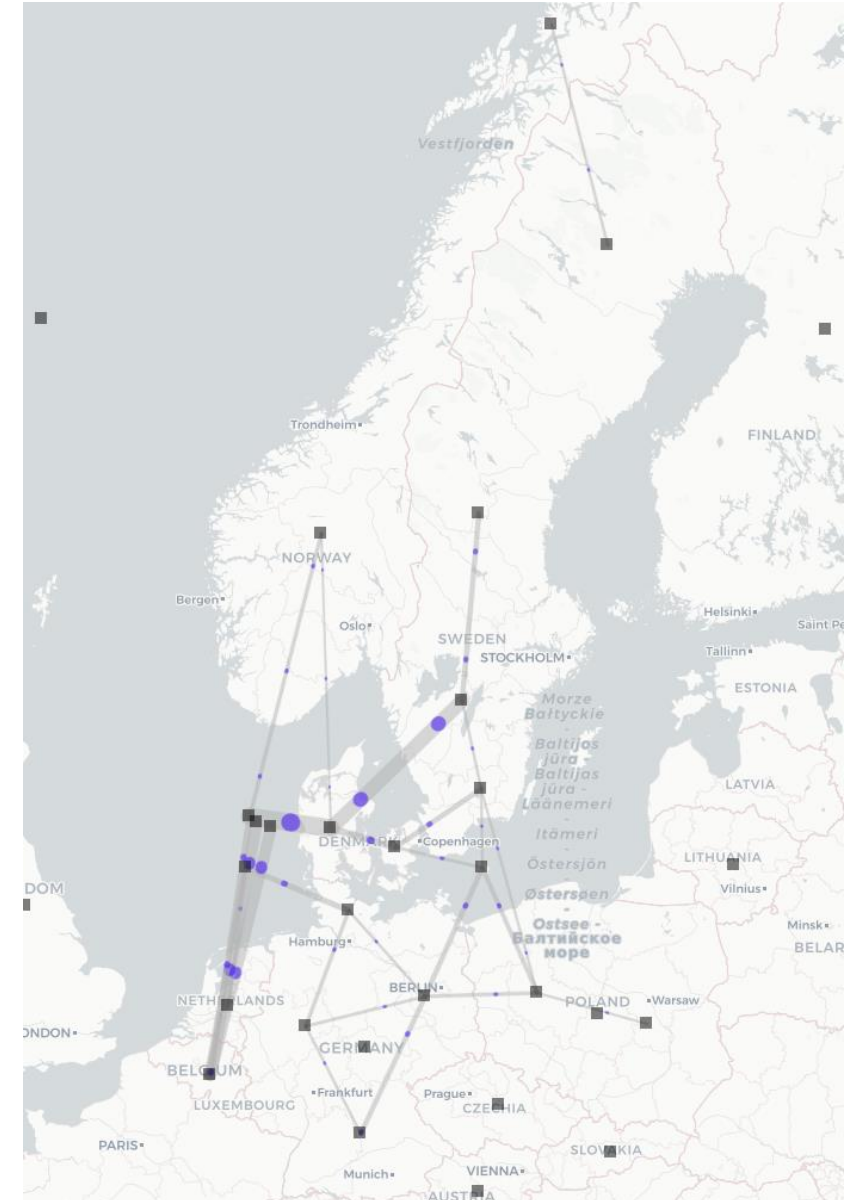 Vestfjorden
Trondheim
FINLAND
NORWAY
Bergen
Oslo
Helsinki
Saint Pe
SWEDEN
STOCKHOLM
Tallinn
ESTONIA
Morze
Bałtyckie
-
Baltijos
jūra
Baltijas
jūra -
Läänemeri
-
Itämeri
-
Östersjön
-
Østersøen
-
Ostsee -
Балтийское
море
LATVIA
DENMARK
Copenhagen
LITHUANIA
Vilnius
DOM
Minsk
BELAR
Hamburg
BERLIN
NETHERLANDS
POLAND
Warsaw
ONDON
GERMANY
BELGIUM
LUXEMBOURG
Frankfurt
Prague
CZECHIA
PARIS
SLOVAKIA
Munich
VIENNA
AUSTRIA